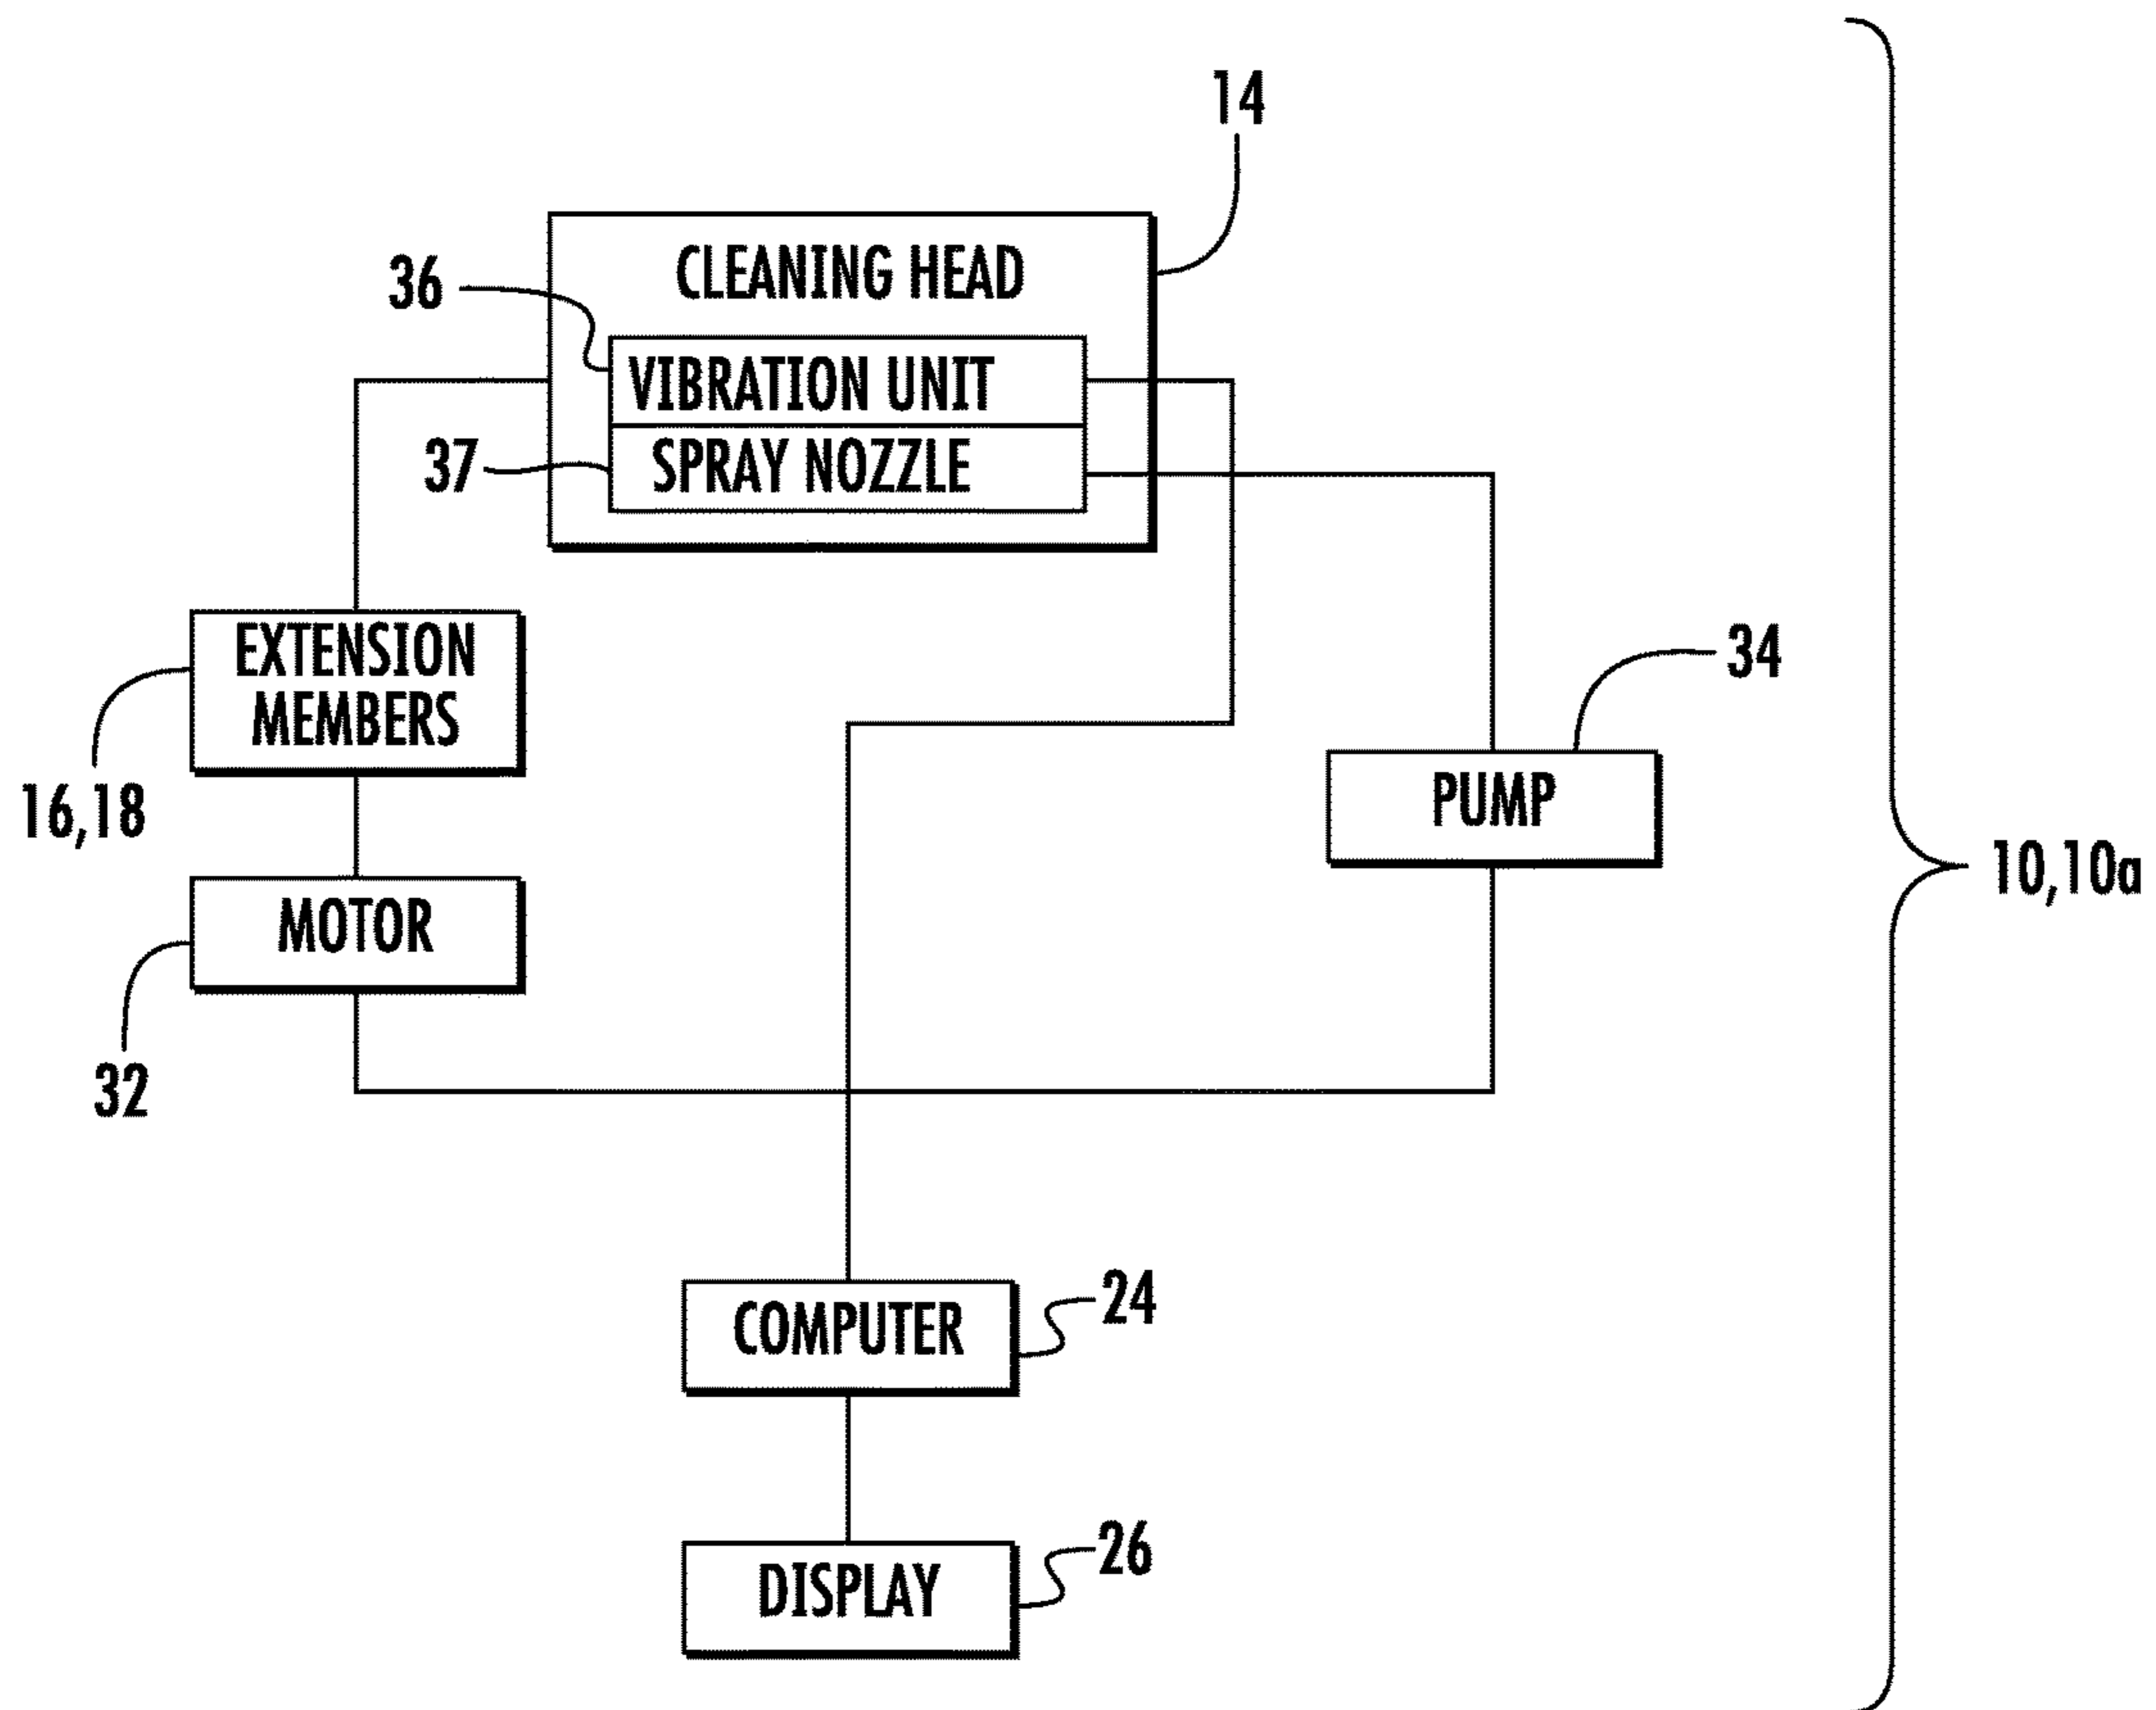 14
CLEANING HEAD
36
VIBRATION UNIT
37
SPRAY NOZZLE
EXTENSION
MEMBERS
34
16,18
PUMP
10,10a
MOTOR
32
24
COMPUTER
26
DISPLAY